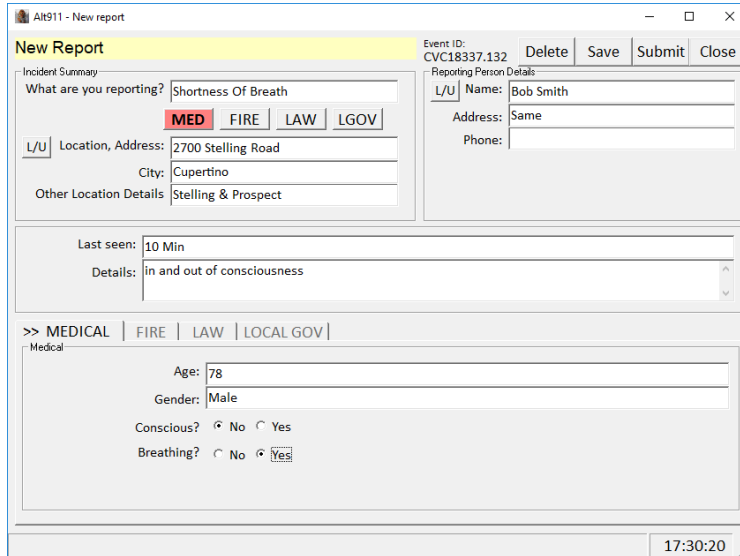 Alt911 - New report
New Report
Event ID:
CVC18337.132
Delete Save Submit Close
Incident Summary
What are you reporting? Shortness Of Breath
MED FIRE LAW LGOV
L/U Location, Address: 2700 Stelling Road
City: Cupertino
Other Location Details Stelling & Prospect
Reporting Person Details
L/U Name: Bob Smith
Address: Same
Phone:
Last seen: 10 Min
Details: in and out of consciousness
>> MEDICAL FIRE LAW LOCAL GOV
Medical
Age: 78
Gender: Male
Conscious? No Yes
Breathing? No Yes
17:30:20